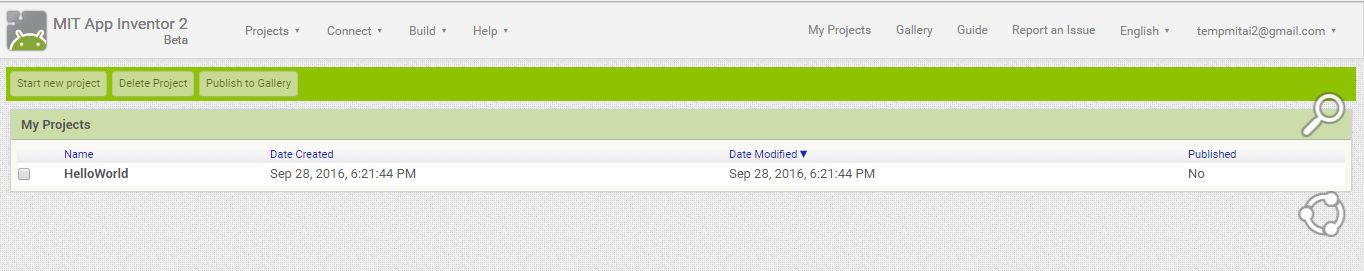 MIT App Inventor 2
Beta
Projects Connect Build Help My Projects Gallery Guide Report an Issue English tempmitai2@gmail.com
Start new project Delete Project Publish to Gallery
My Projects
Name Date Created Date Modified Published
HelloWorld Sep 28, 2016, 6:21:44 PM Sep 28, 2016, 6:21:44 PM No